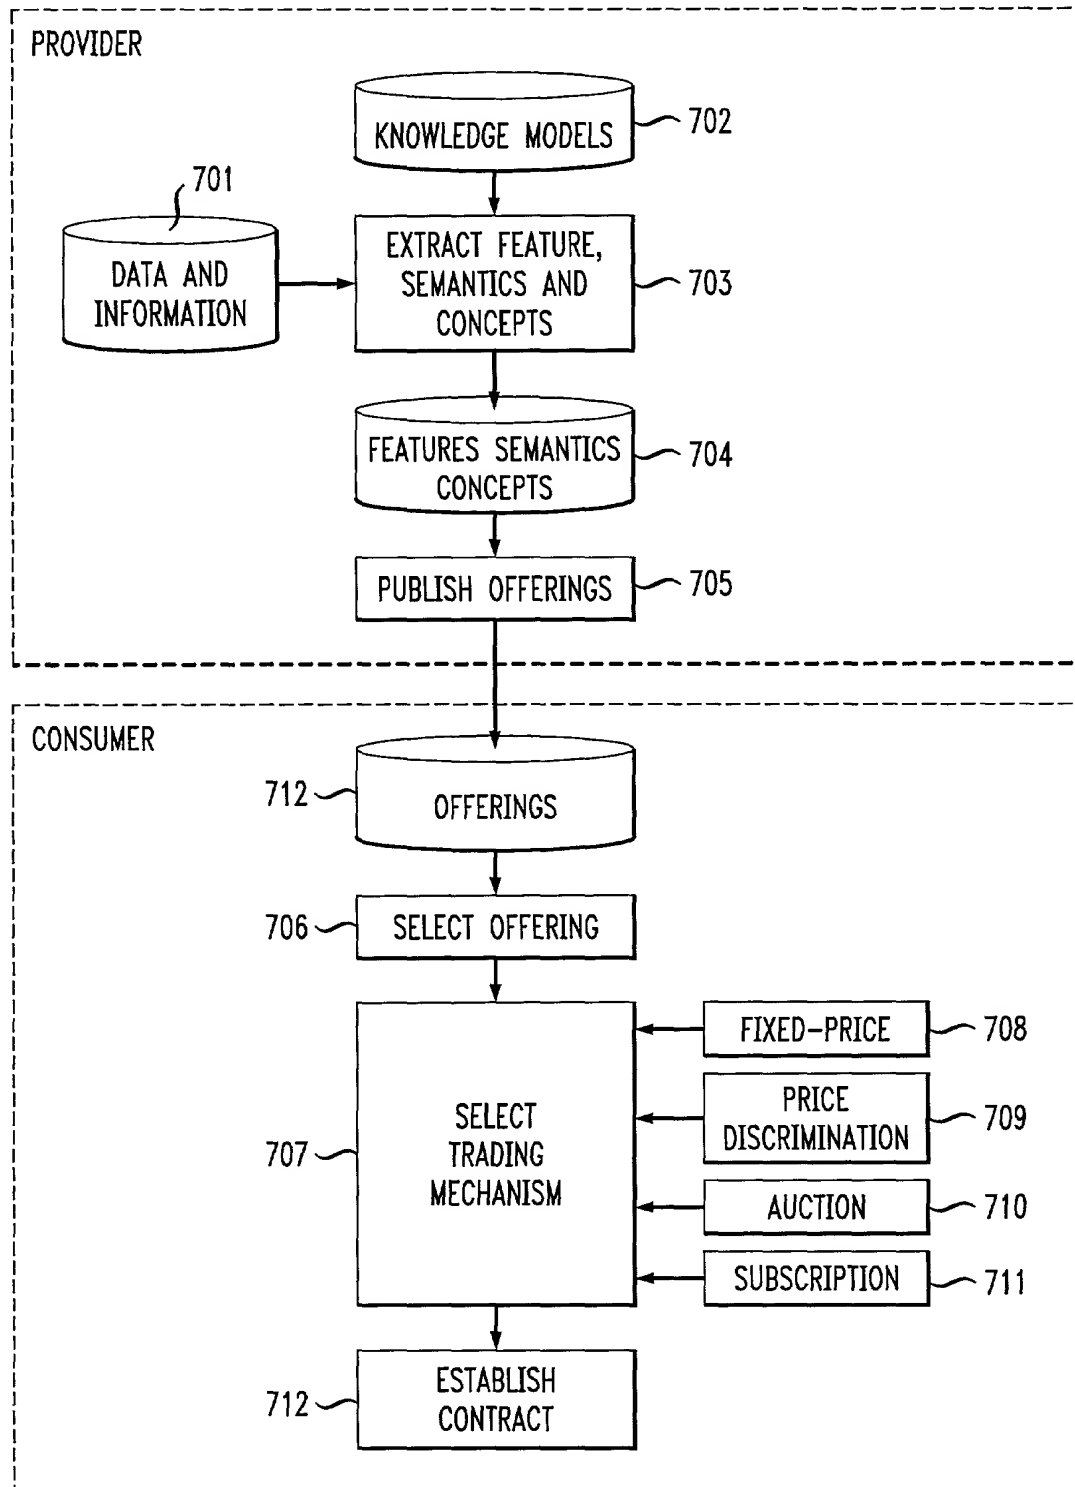 PROVIDER
KNOWLEDGE MODELS
702
701
DATA AND
INFORMATION
EXTRACT FEATURE,
SEMANTICS AND
CONCEPTS
703
FEATURES SEMANTICS
CONCEPTS
704
PUBLISH OFFERINGS
705
CONSUMER
712
OFFERINGS
706
SELECT OFFERING
707
SELECT
TRADING
MECHANISM
FIXED-PRICE
708
PRICE
DISCRIMINATION
709
AUCTION
710
SUBSCRIPTION
711
712
ESTABLISH
CONTRACT